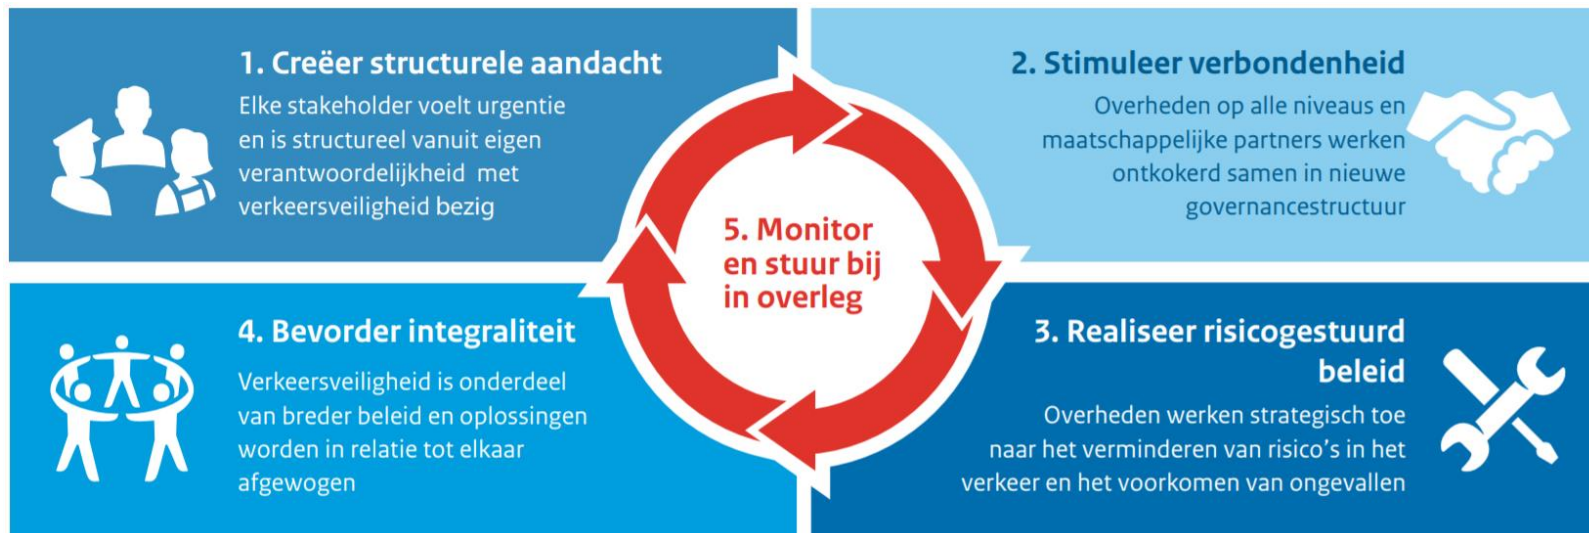 1. Creëer structurele aandacht
Elke stakeholder voelt urgentie
en is structureel vanuit eigen
verantwoordelijkheid met
verkeersveiligheid bezig
2. Stimuleer verbondenheid
Overheden op alle niveaus en
maatschappelijke partners werken
ontkokerd samen in nieuwe
governancestructuur
3. Realiseer risicogestuurd
beleid
Overheden werken strategisch toe
naar het verminderen van risico’s in het
verkeer en het voorkomen van ongevallen
4. Bevorder integraliteit
Verkeersveiligheid is onderdeel
van breder beleid en oplossingen
worden in relatie tot elkaar
afgewogen
5. Monitor
en stuur bij
in overleg